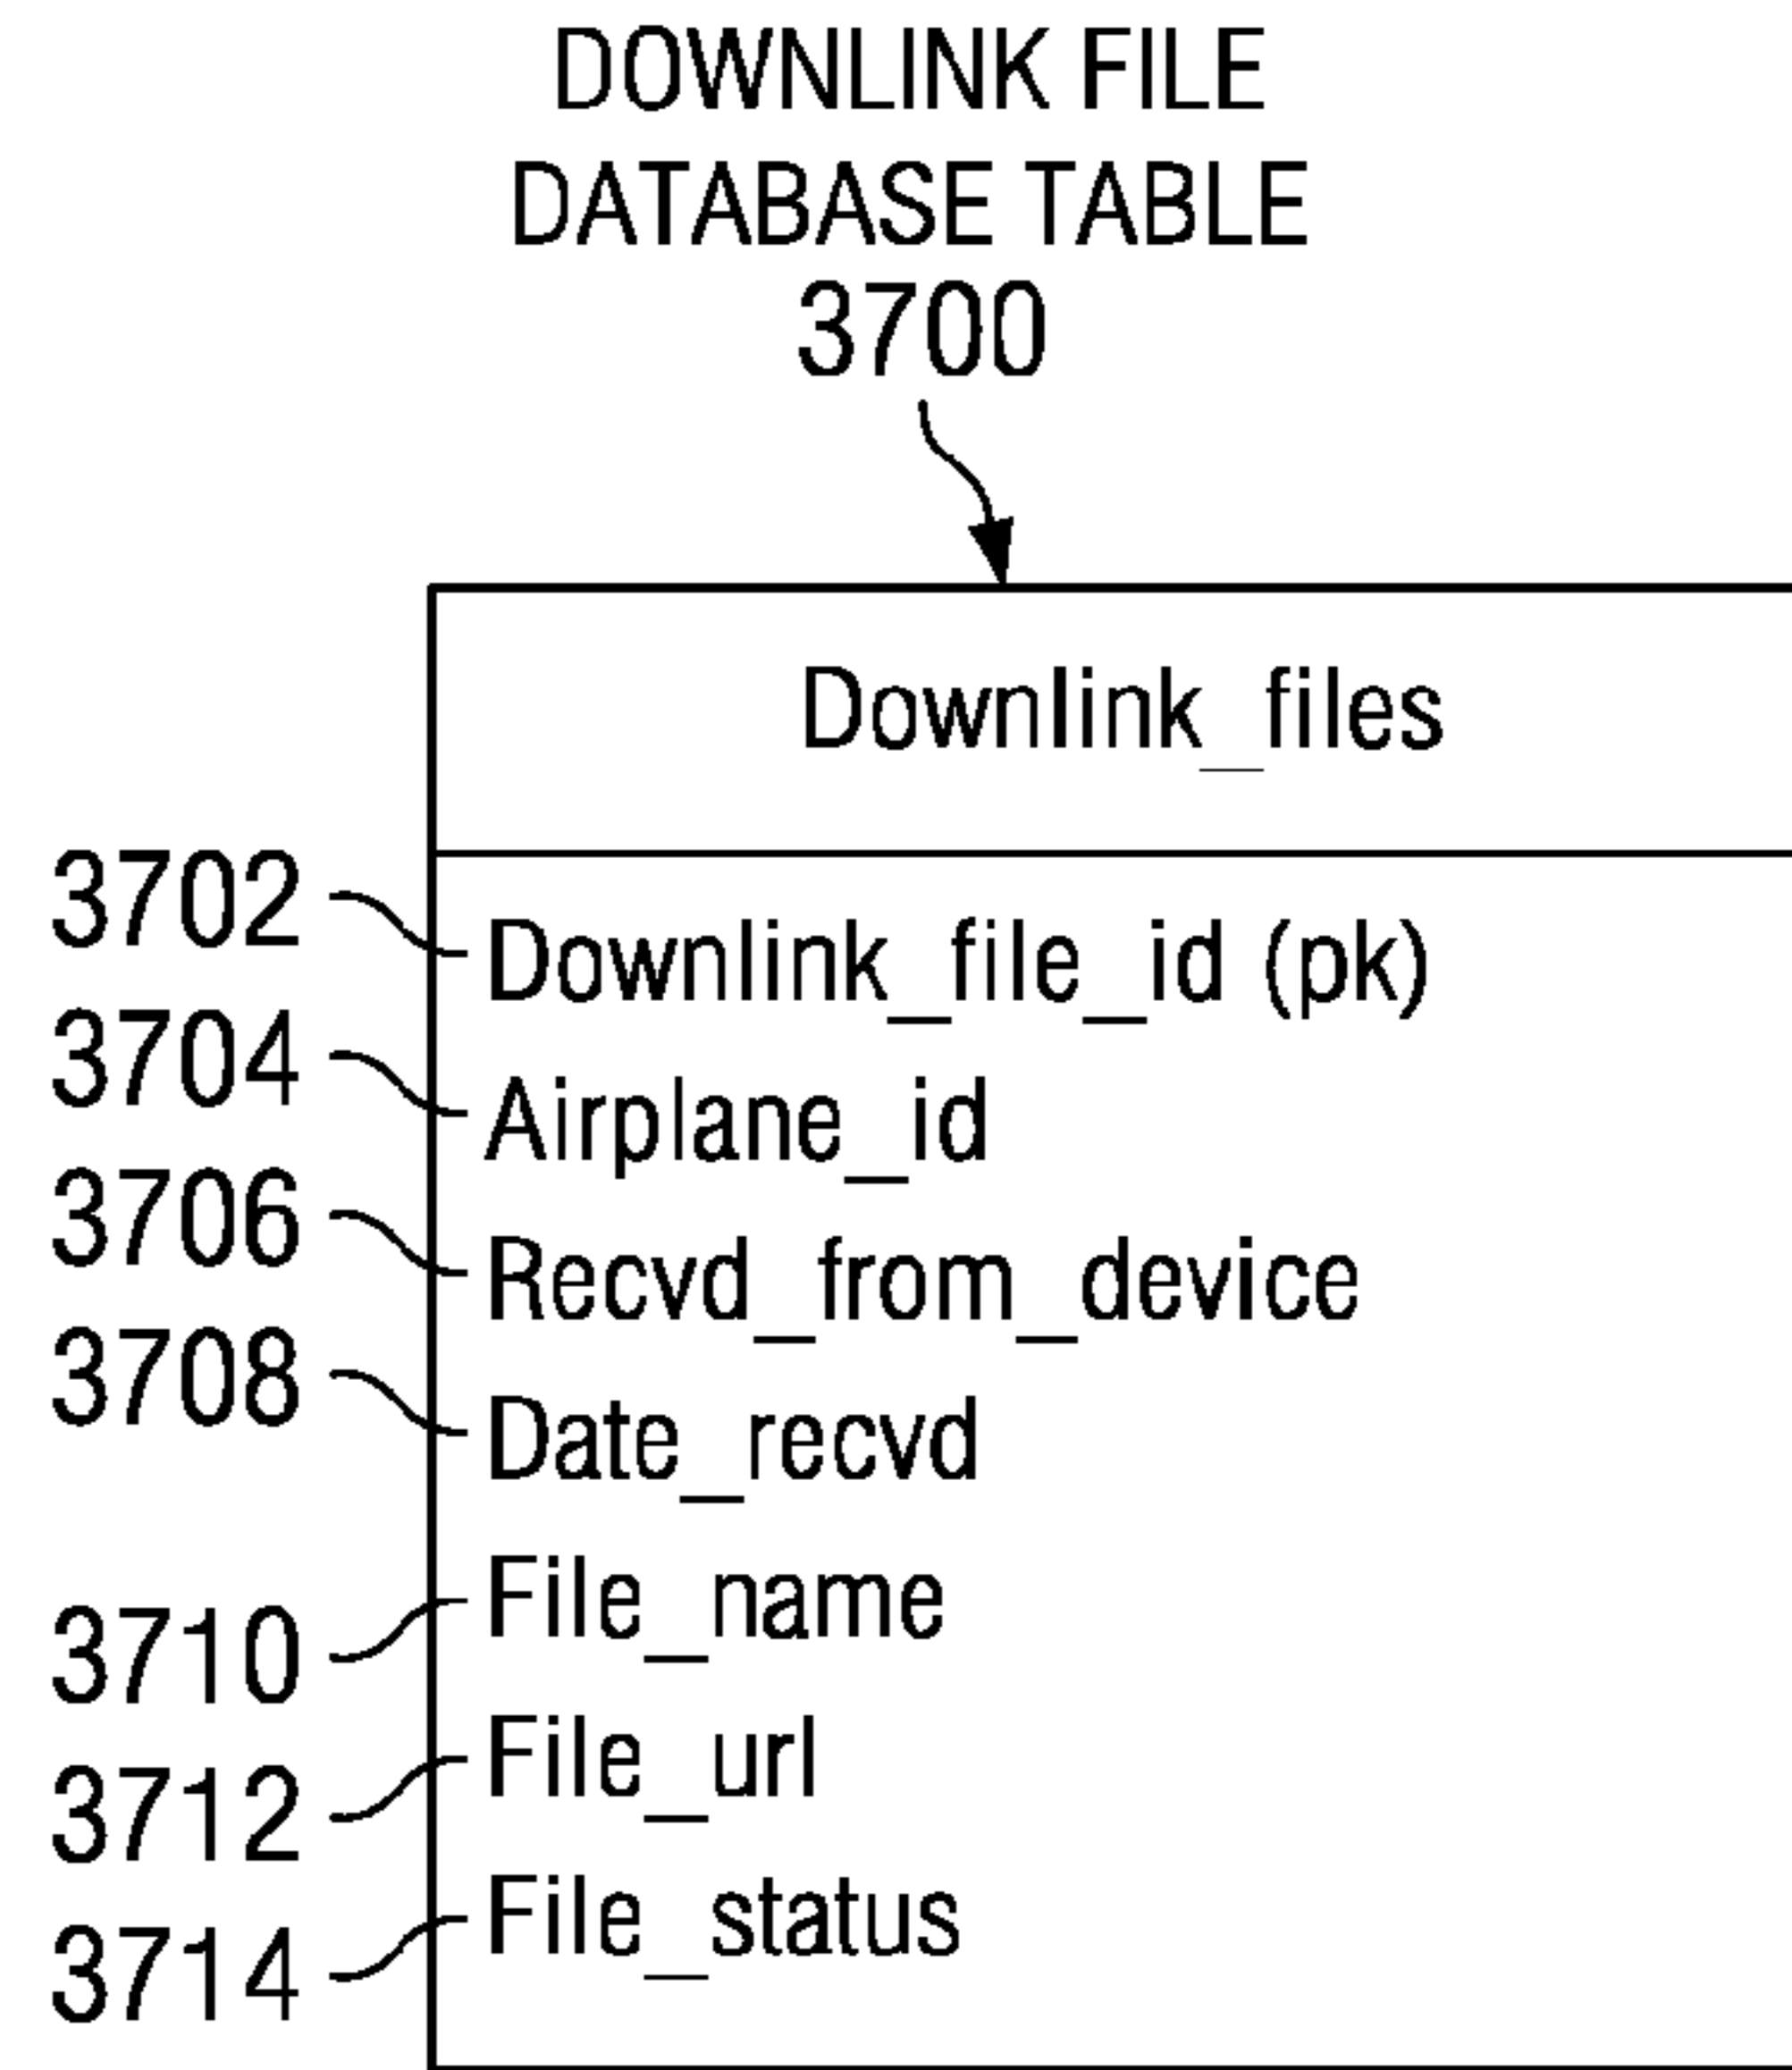 DOWNLINK FILE
DATABASE TABLE
3700
Downlink_files
3702 Downlink_file_id (pk)
3704 Airplane_id
3706 Recvd_from_device
3708 Date_recvd
3710 File_name
3712 File_url
3714 File_status